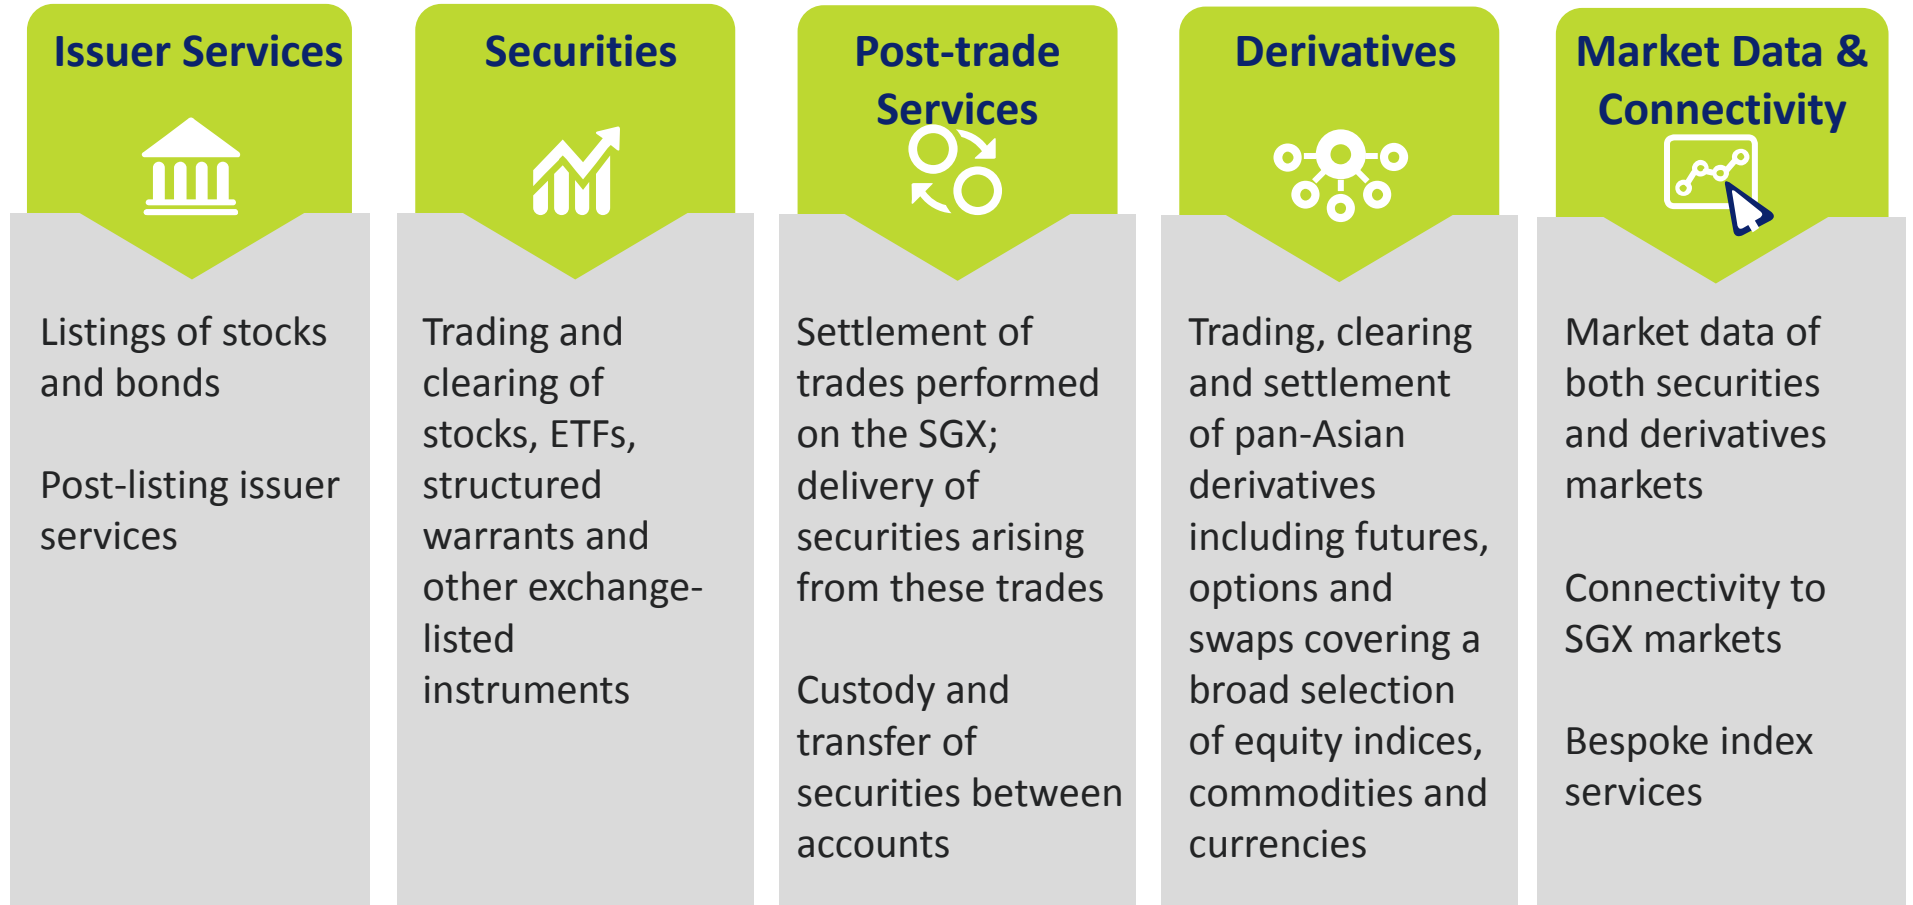 Issuer Services
Listings of stocks
and bonds
Post-listing issuer
services
Securities
Trading and
clearing of
stocks, ETFs,
structured
warrants and
other exchange-
listed
instruments
Post-trade
Services
Settlement of
trades performed
on the SGX;
delivery of
securities arising
from these trades
Custody and
transfer of
securities between
accounts
Derivatives
Trading, clearing
and settlement
of pan-Asian
derivatives
including futures,
options and
swaps covering a
broad selection
of equity indices,
commodities and
currencies
Market Data &
Connectivity
Market data of
both securities
and derivatives
markets
Connectivity to
SGX markets
Bespoke index
services